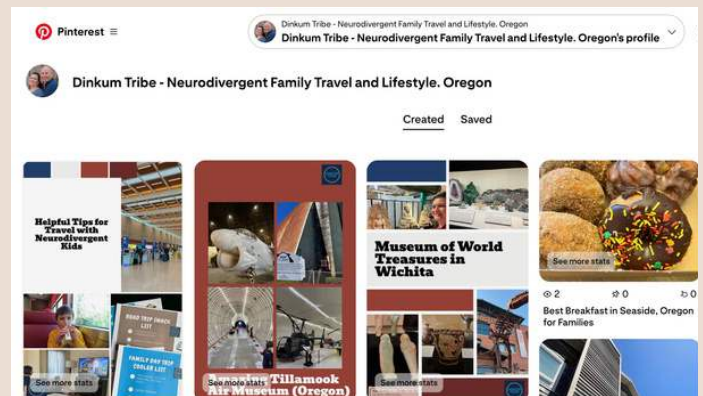 Pinterest
Dinkum Tribe - Neurodivergent Family Travel and Lifestyle. Oregon
Dinkum Tribe - Neurodivergent Family Travel and Lifestyle. Oregon's profile
Dinkum Tribe - Neurodivergent Family Travel and Lifestyle. Oregon
Created Saved
Helpful Tips for
Travel with
Neurodivergent
Kids
ROAD TRIP SNACK
LIST
FAMILY DAY TRIP
COOLER LIST
See more stats
Tillamook
Air Museum (Oregon)
See more stats
Museum of World
Treasures in
Wichita
See more stats
See more stats
2 0 0
Best Breakfast in Seaside, Oregon
for Families